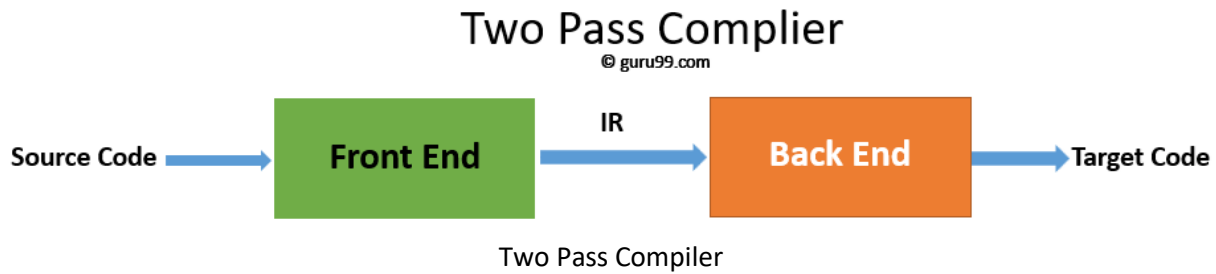 Two Pass Complier
© guru99.com
IR
Source Code
Front End
Back End
Target Code
Two Pass Compiler